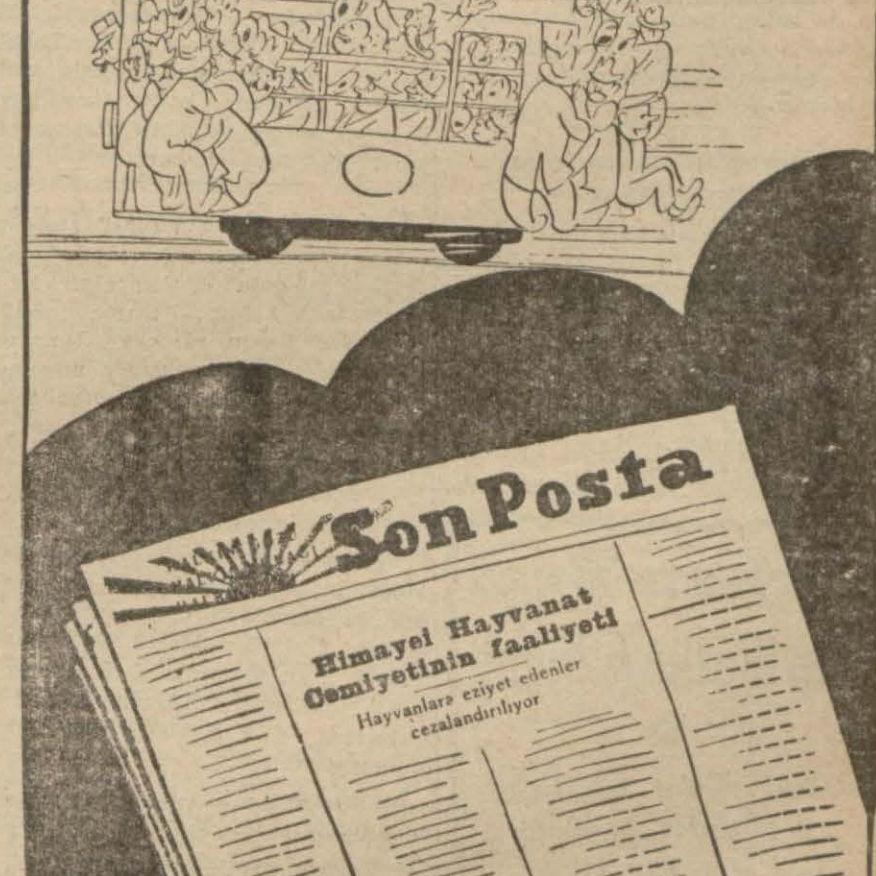 Son Posta
Himayei Hayvanat
Cemiyetinin faaliyeti
Hayvanlara eziyet edenler
cezalandırılıyor